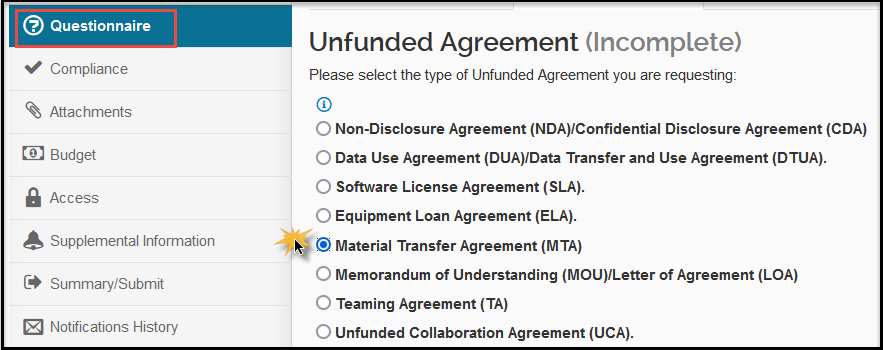 Questionnaire
Compliance
Attachments
Budget
Access
Supplemental Information
Summary/Submit
Notifications History
Unfunded Agreement (Incomplete)
Please select the type of Unfunded Agreement you are requesting:
Non-Disclosure Agreement (NDA)/Confidential Disclosure Agreement (CDA)
Data Use Agreement (DUA)/Data Transfer and Use Agreement (DTUA).
Software License Agreement (SLA).
Equipment Loan Agreement (ELA).
Material Transfer Agreement (MTA)
Memorandum of Understanding (MOU)/Letter of Agreement (LOA)
Teaming Agreement (TA)
Unfunded Collaboration Agreement (UCA).